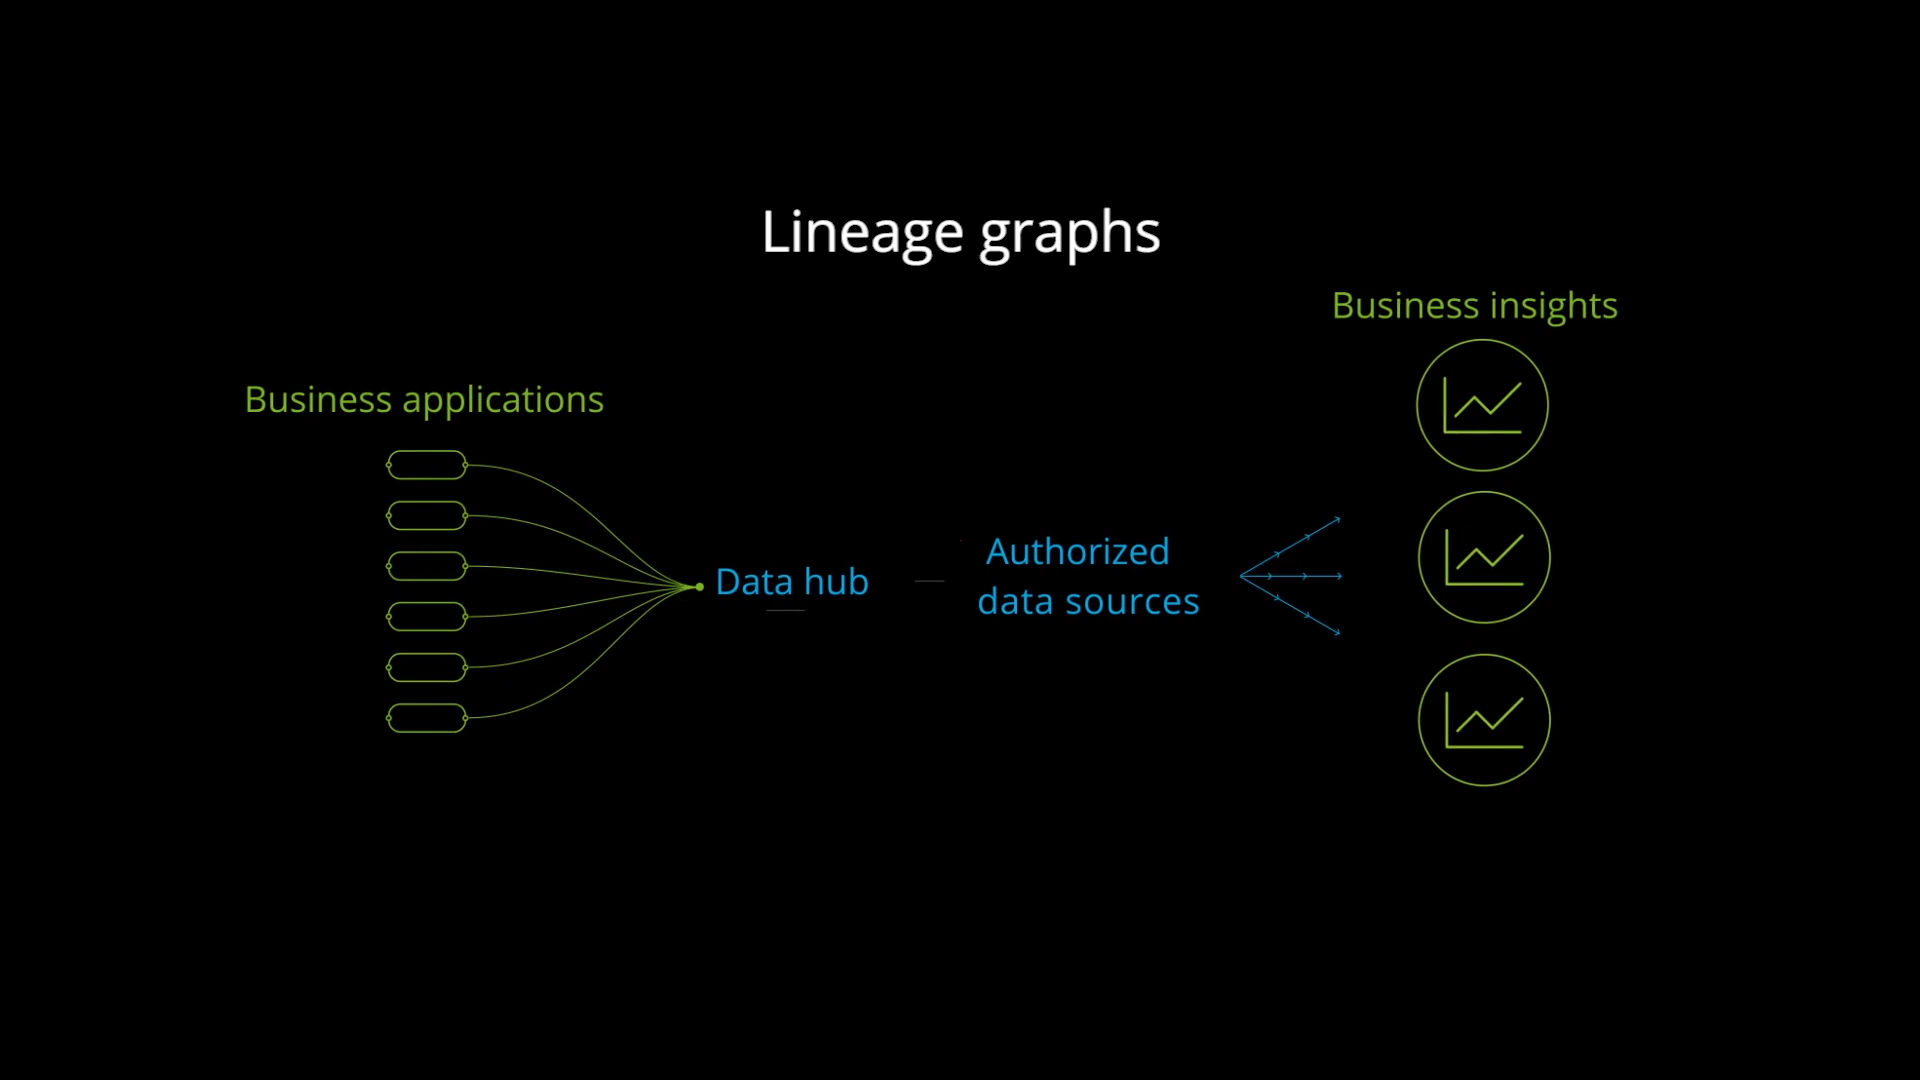 Lineage graphs
Business applications
Data hub
Authorized
data sources
Business insights